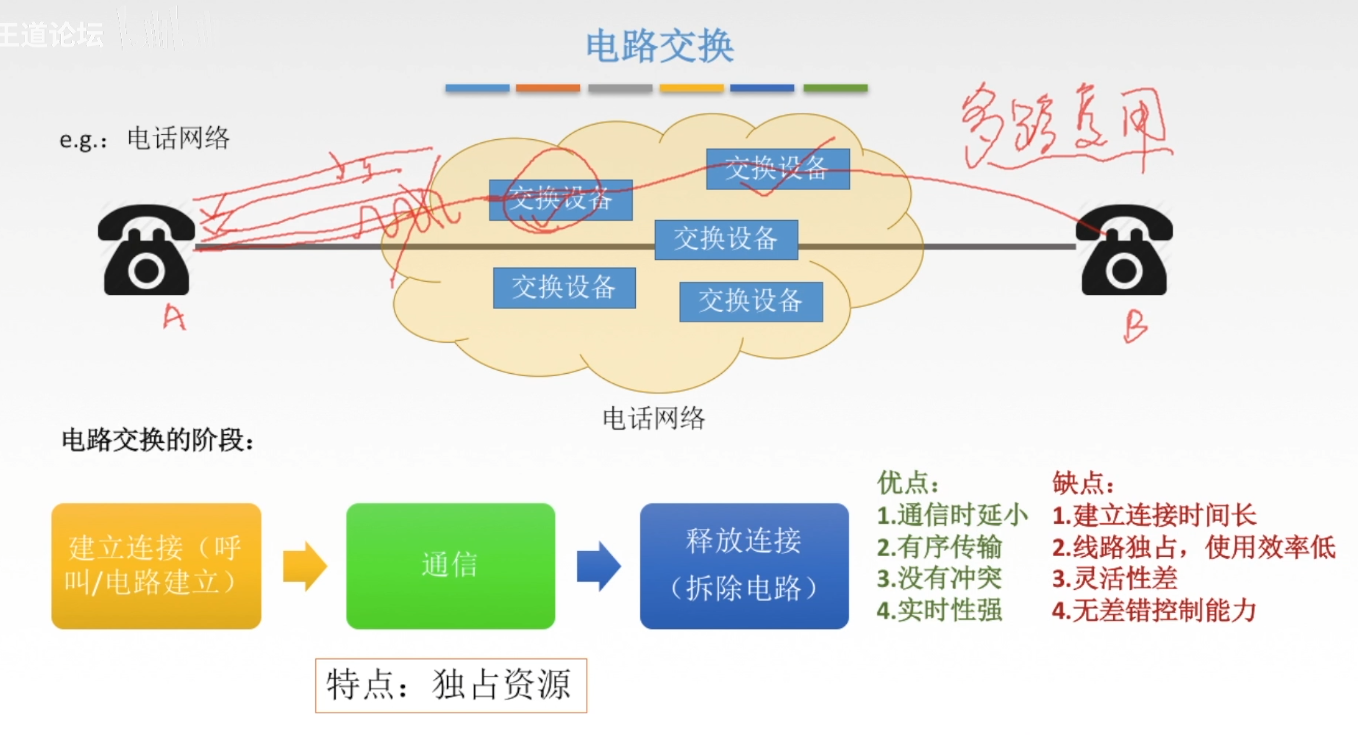 王道论坛
电路交换
e.g.：电话网络
多路复用
交换设备
交换设备
交换设备
交换设备
交换设备
A
B
电话网络
电路交换的阶段：
建立连接（呼
叫/电路建立）
通信
释放连接
（拆除电路）
优点：
1.通信时延小
2.有序传输
3.没有冲突
4.实时性强
缺点：
1.建立连接时间长
2.线路独占，使用效率低
3.灵活性差
4.无差错控制能力
特点：独占资源